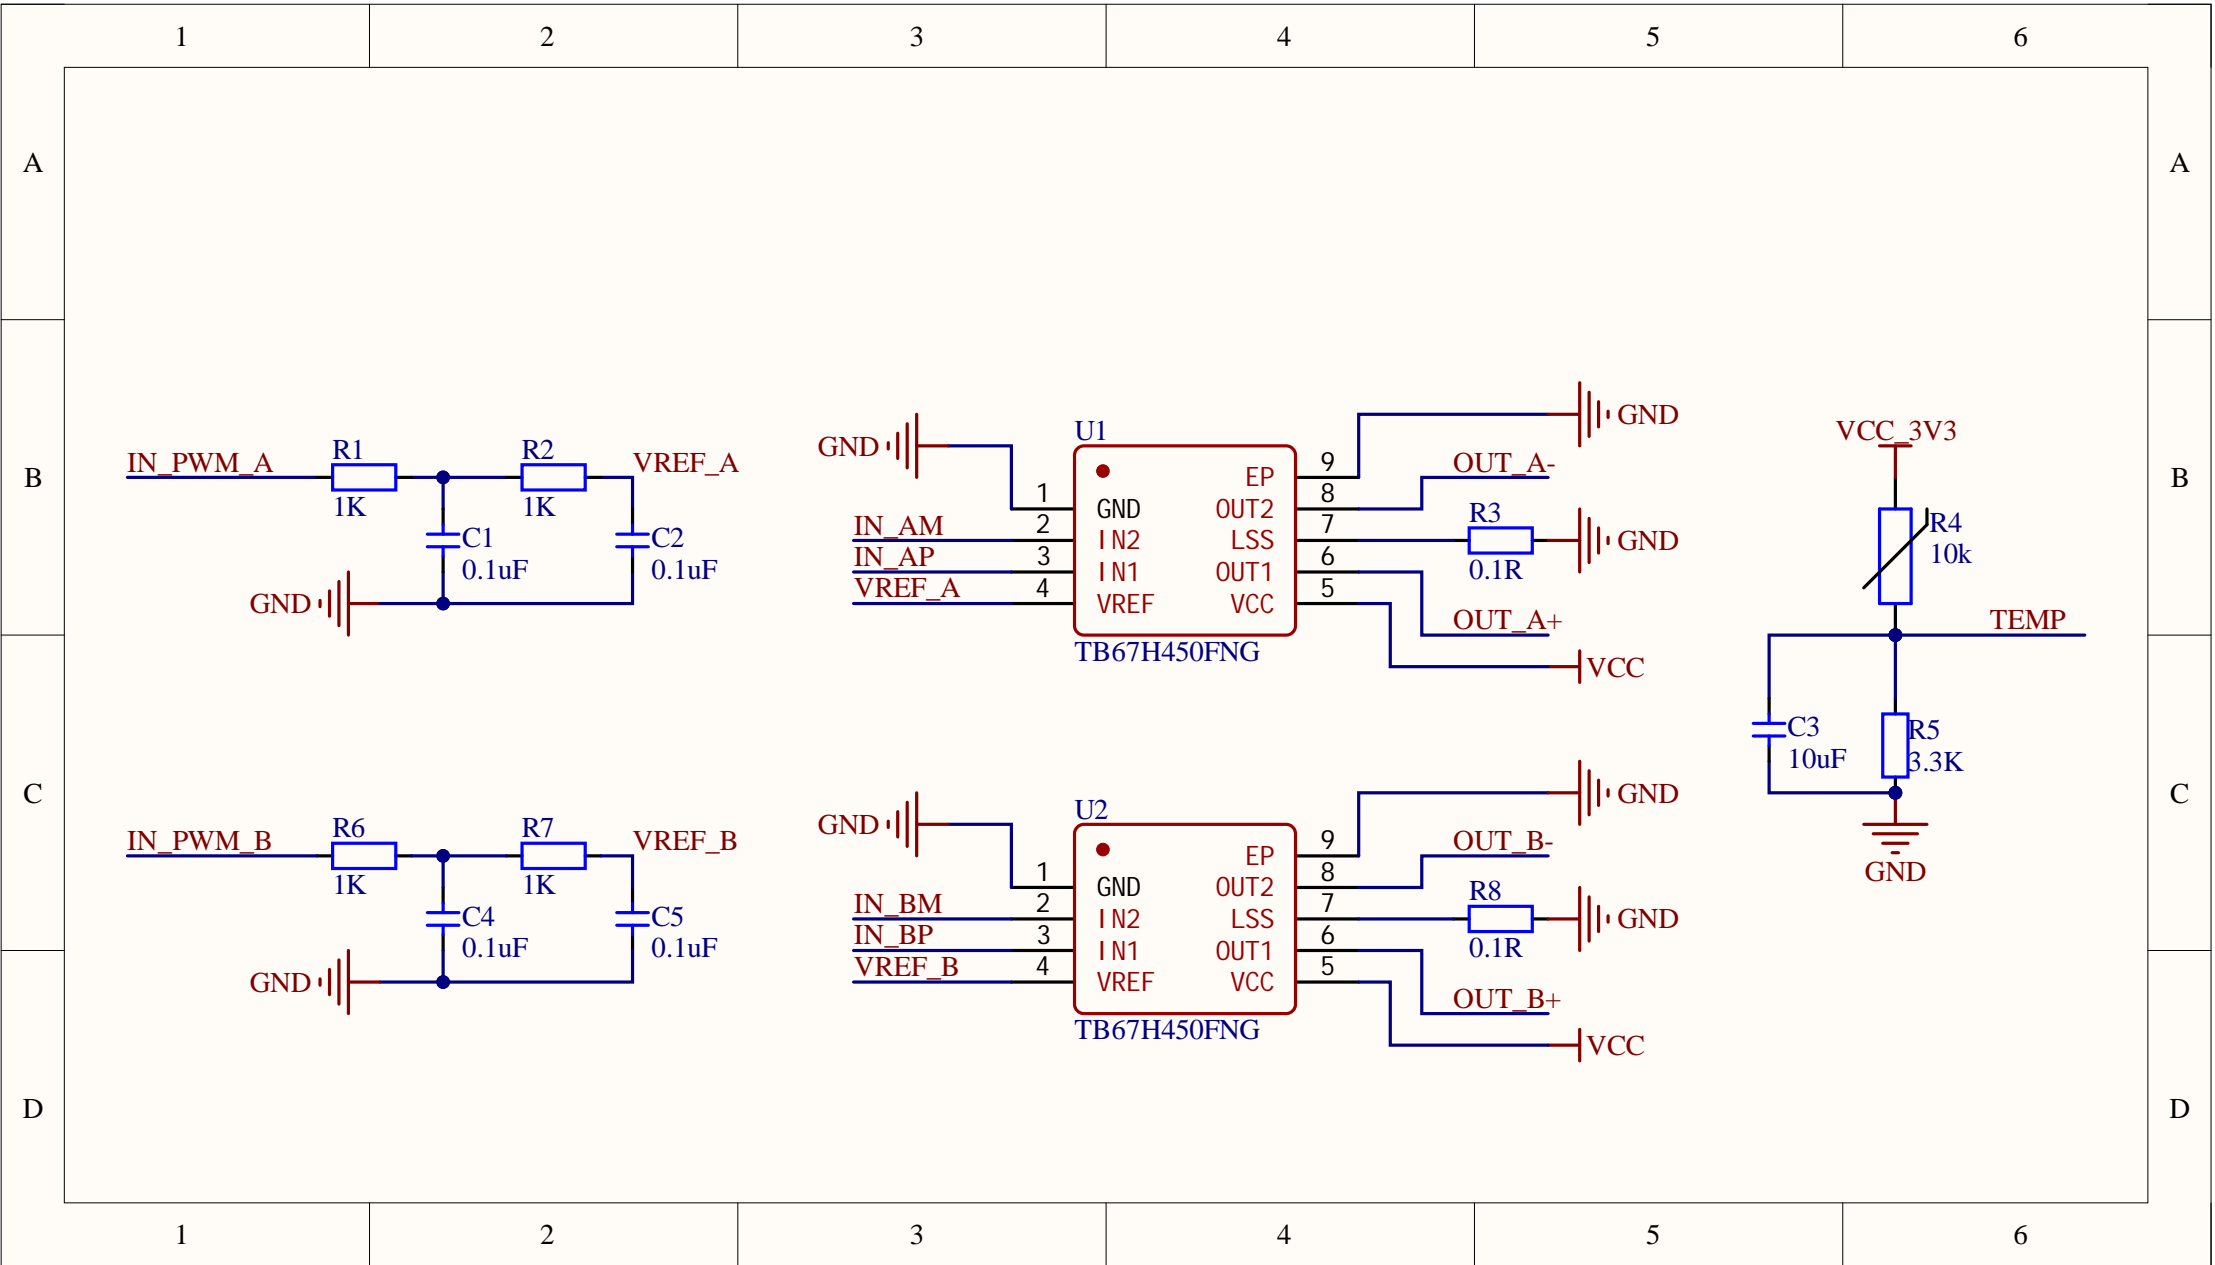 1 2 3 4 5 6
A A
B B
C C
D D
IN_PWM_A
R1
1K
R2
1K
VREF_A
C1
0.1uF
C2
0.1uF
GND
GND
U1
1 GND
2 IN2
3 IN1
4 VREF
EP 9
OUT2 8
LSS 7
OUT1 6
VCC 5
IN_AM
IN_AP
VREF_A
TB67H450FNG
GND
OUT_A-
R3
0.1R
GND
OUT_A+
VCC
VCC_3V3
R4
10k
TEMP
C3
10uF
R5
3.3K
GND
IN_PWM_B
R6
1K
R7
1K
VREF_B
C4
0.1uF
C5
0.1uF
GND
GND
U2
1 GND
2 IN2
3 IN1
4 VREF
EP 9
OUT2 8
LSS 7
OUT1 6
VCC 5
IN_BM
IN_BP
VREF_B
TB67H450FNG
GND
OUT_B-
R8
0.1R
GND
OUT_B+
VCC
1 2 3 4 5 6